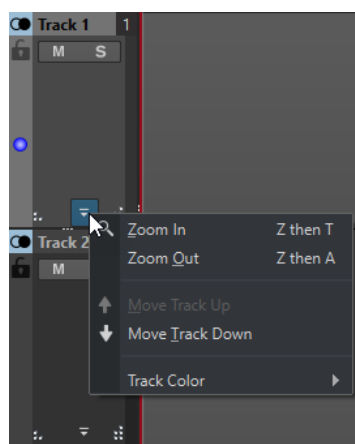 Track 1 1
M S
Track 2
M
Zoom In Z then T
Zoom Out Z then A
Move Track Up
Move Track Down
Track Color